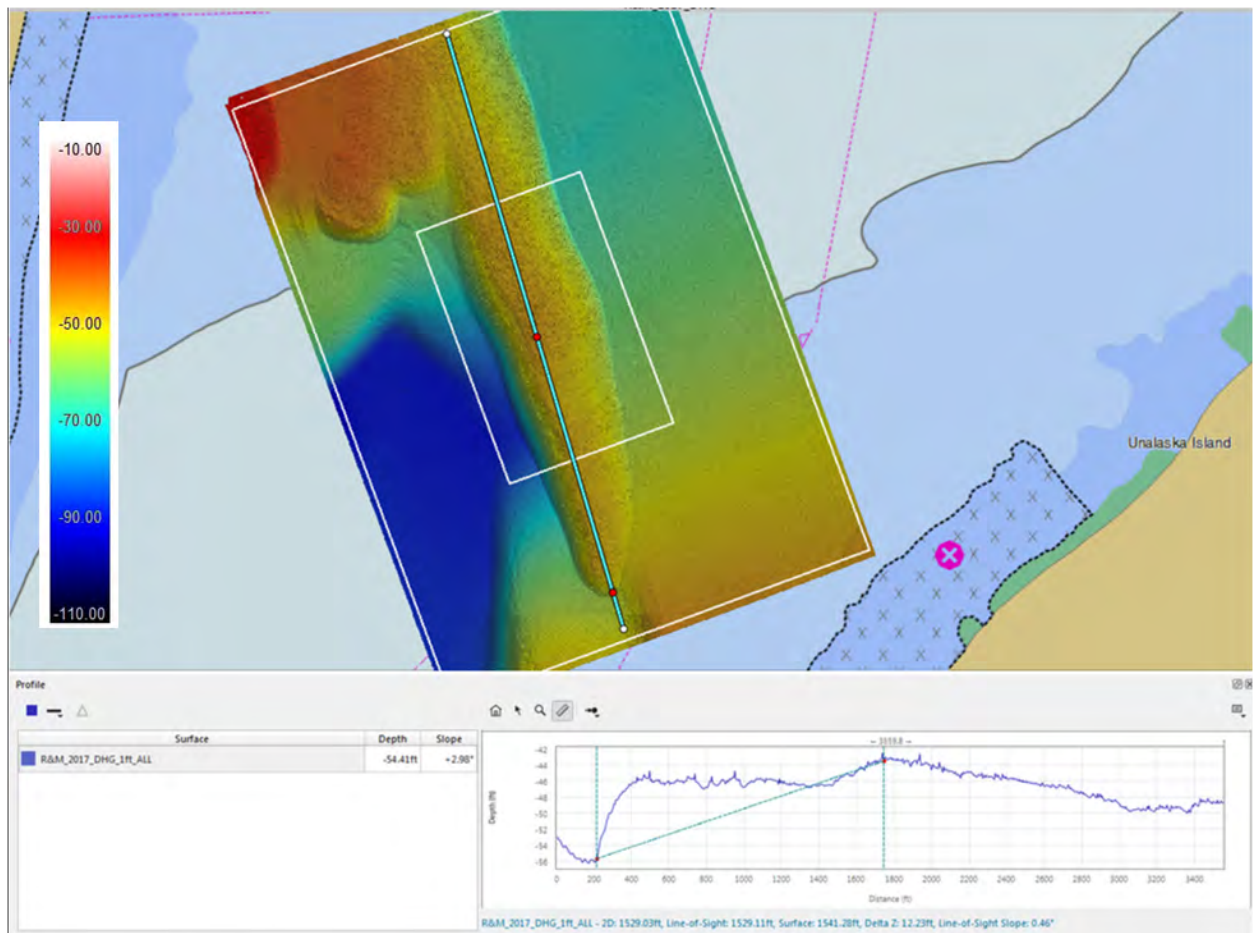 -10.00
-30.00
-50.00
-70.00
-90.00
-110.00
Unalaska Island
Profile
Surface Depth Slope
R&M_2017_DHG_1ft_ALL -54.41ft +2.98°
3559.8
-42
-44
-46
-48
-50
-52
-54
-56
Depth (ft)
0 200 400 600 800 1000 1200 1400 1600 1800 2000 2200 2400 2600 2800 3000 3200 3400
Distance (ft)
R&M_2017_DHG_1ft_ALL - 2D: 1529.03ft, Line-of-Sight: 1529.11ft, Surface: 1541.28ft, Delta Z: 12.23ft, Line-of-Sight Slope: 0.46°